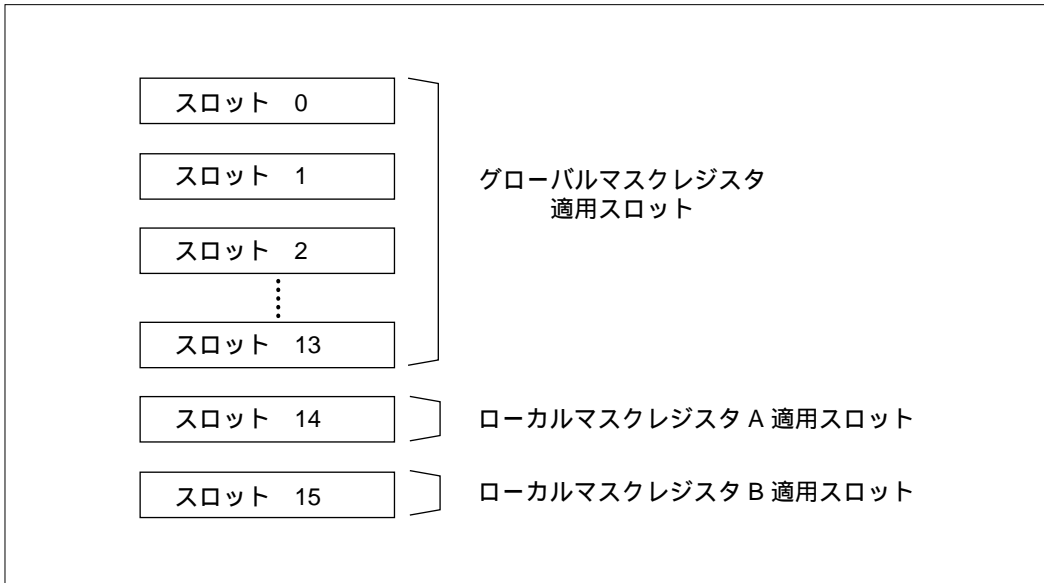 スロット 0
スロット 1
グローバルマスクレジスタ
適用スロット
スロット 2
スロット 13
スロット 14
ローカルマスクレジスタ A 適用スロット
スロット 15
ローカルマスクレジスタ B 適用スロット